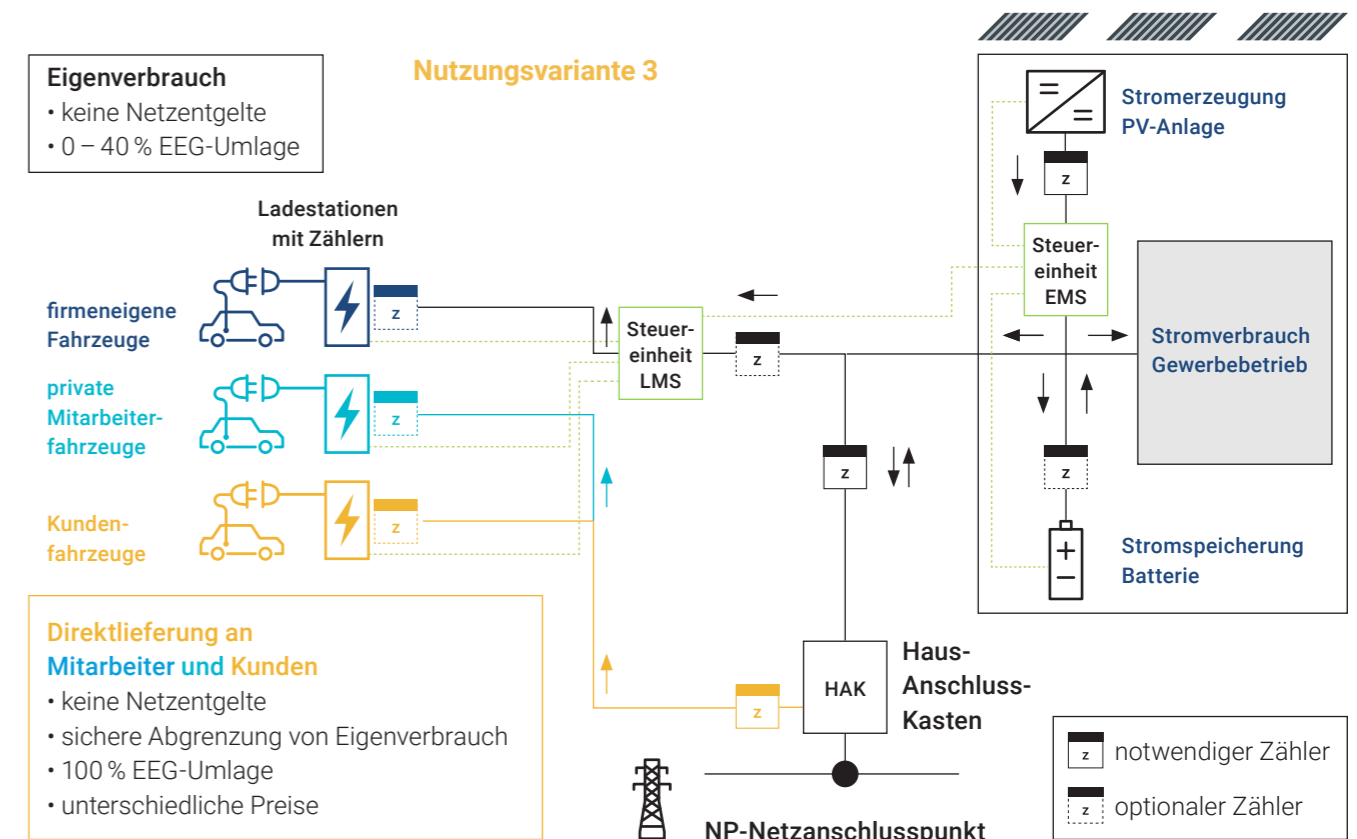 Nutzungsvariante 3
Eigenverbrauch
• keine Netzentgelte
• 0 – 40 % EEG-Umlage
Ladestationen
mit Zählern
firmeneigene
Fahrzeuge
z
private
Mitarbeiter-
fahrzeuge
z
Kunden-
fahrzeuge
z
Steuer-
einheit
LMS
z
Stromerzeugung
PV-Anlage
z
Steuer-
einheit
EMS
Stromverbrauch
Gewerbebetrieb
z
z
Stromspeicherung
Batterie
Direktlieferung an
Mitarbeiter und Kunden
• keine Netzentgelte
• sichere Abgrenzung von Eigenverbrauch
• 100 % EEG-Umlage
• unterschiedliche Preise
z
HAK
Haus-
Anschluss-
Kasten
NP-Netzanschlusspunkt
z notwendiger Zähler
z optionaler Zähler